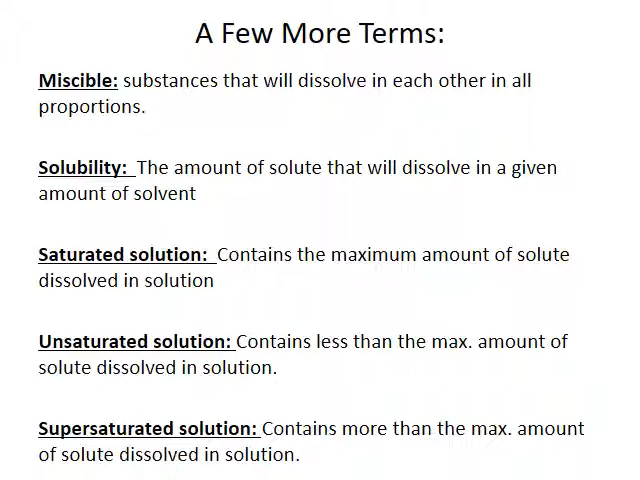 A Few More Terms:
Miscible: substances that will dissolve in each other in all
proportions.
Solubility: The amount of solute that will dissolve in a given
amount of solvent
Saturated solution: Contains the maximum amount of solute
dissolved in solution
Unsaturated solution: Contains less than the max. amount of
solute dissolved in solution.
Supersaturated solution: Contains more than the max. amount
of solute dissolved in solution.